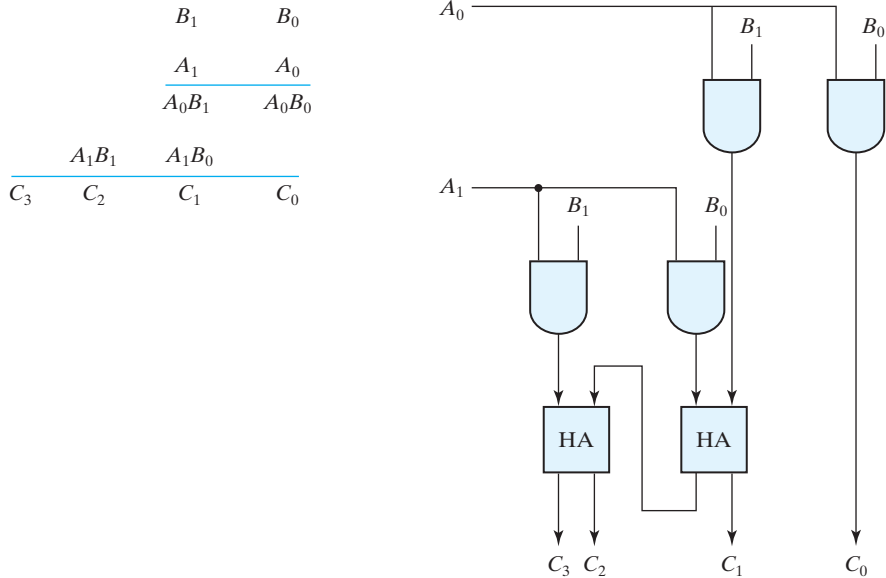 B₁ B₀
A₁ A₀
A₀B₁ A₀B₀
A₁B₁ A₁B₀
C₃ C₂ C₁ C₀
A₀
B₁ B₀
A₁
B₁ B₀
HA HA
C₃ C₂ C₁ C₀